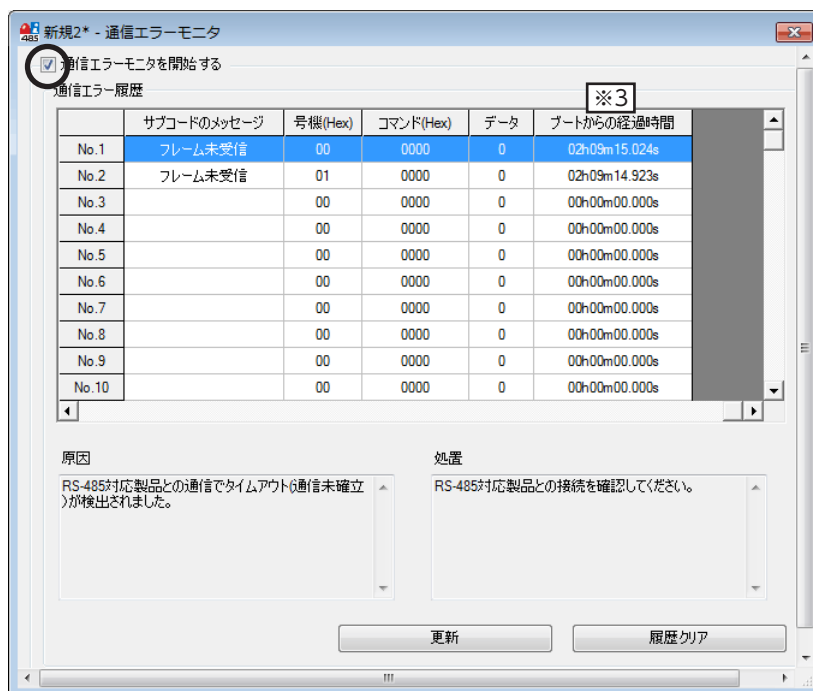 485 新規2* - 通信エラーモニタ
通信エラーモニタを開始する
通信エラー履歴
※3
サブコードのメッセージ 号機(Hex) コマンド(Hex) データ ブートからの経過時間
No.1 フレーム未受信 00 0000 0 02h09m15.024s
No.2 フレーム未受信 01 0000 0 02h09m14.923s
No.3 00 0000 0 00h00m00.000s
No.4 00 0000 0 00h00m00.000s
No.5 00 0000 0 00h00m00.000s
No.6 00 0000 0 00h00m00.000s
No.7 00 0000 0 00h00m00.000s
No.8 00 0000 0 00h00m00.000s
No.9 00 0000 0 00h00m00.000s
No.10 00 0000 0 00h00m00.000s
原因
RS-485対応製品との通信でタイムアウト(通信未確立
)が検出されました。
処置
RS-485対応製品との接続を確認してください。
更新 履歴クリア